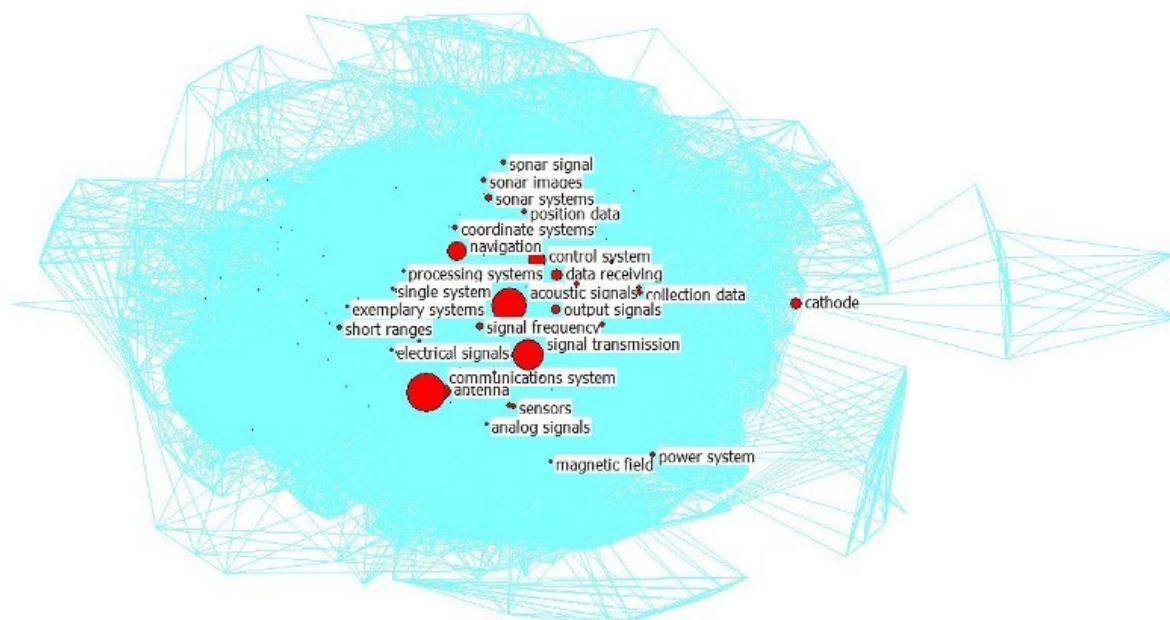 sonar signal
sonar images
sonar systems
position data
coordinate systems
navigation
control system
processing systems
data receiving
single system
acoustic signals
collection data
exemplary systems
output signals
cathode
short ranges
signal frequency
signal transmission
electrical signals
communications system
antenna
sensors
analog signals
magnetic field
power system